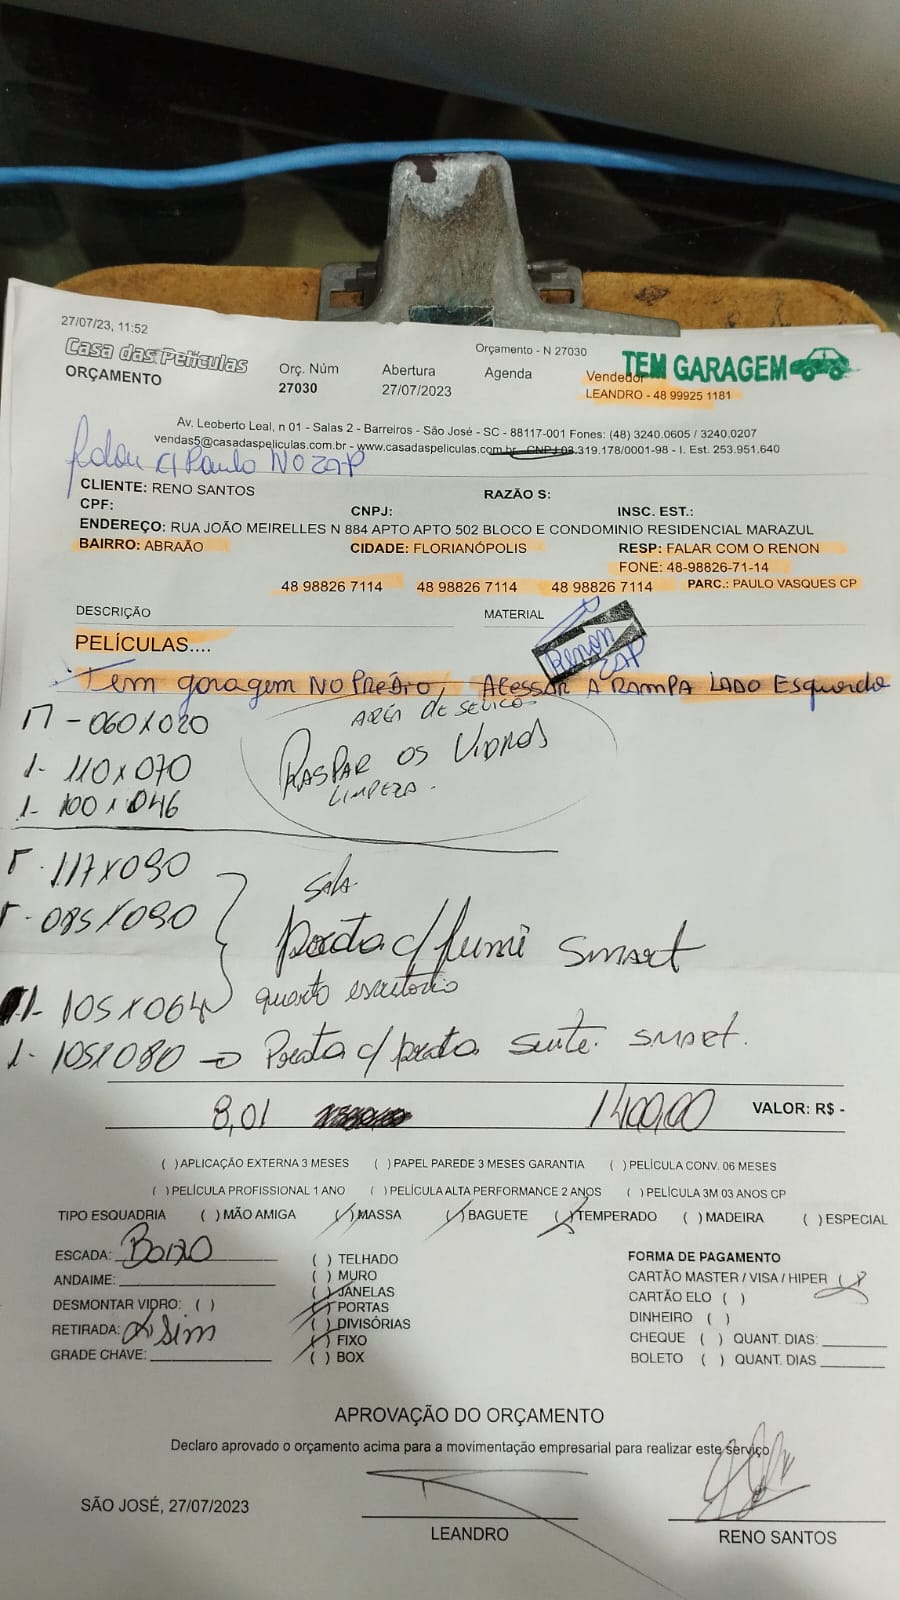 27/07/23, 11:52
Orçamento - N 27030
Casa das Películas
ORÇAMENTO
Orç. Núm
27030
Abertura
27/07/2023
Agenda
Vendedor
TEM GARAGEM
LEANDRO - 48 99925 1181
Av. Leoberto Leal, n 01 - Salas 2 - Barreiros - São José - SC - 88117-001 Fones: (48) 3240.0605 / 3240.0207
vendas5@casadaspeliculas.com.br - www.casadaspeliculas.com.br - CNPJ 03.319.178/0001-98 - I. Est. 253.951.640
c/ Paulo NO ZAP
CLIENTE: RENO SANTOS
RAZÃO S:
CPF:
CNPJ:
INSC. EST.:
ENDEREÇO: RUA JOÃO MEIRELLES N 884 APTO APTO 502 BLOCO E CONDOMINIO RESIDENCIAL MARAZUL
BAIRRO: ABRAÃO
CIDADE: FLORIANÓPOLIS
RESP: FALAR COM O RENON
FONE: 48-98826-71-14
48 98826 7114
48 98826 7114
48 98826 7114
PARC.: PAULO VASQUES CP
DESCRIÇÃO
MATERIAL
PELÍCULAS....
Renon
ZAP
Tem garagem NO PRÉDIO, Acessar A RAMPA LADO Esquerdo
060X020
AREA DE SERVIÇO
1- 110X070
RASPAR OS VIDROS
LIMPEZA.
1- 100X046
117X090
085X090
sala
prata c/ fumê smart
1- 105X064
quarto escritorio
1- 105X080 → Prata c/ prata suite. smart.
8,01
1400,00
VALOR: R$ -
( )APLICAÇÃO EXTERNA 3 MESES ( ) PAPEL PAREDE 3 MESES GARANTIA ( )PELÍCULA CONV. 06 MESES
( )PELÍCULA PROFISSIONAL 1 ANO ( )PELÍCULA ALTA PERFORMANCE 2 ANOS ( )PELÍCULA 3M 03 ANOS CP
TIPO ESQUADRIA ( )MÃO AMIGA ( )MASSA ( )BAGUETE ( )TEMPERADO ( )MADEIRA ( )ESPECIAL
ESCADA: Baixo
ANDAIME:
DESMONTAR VIDRO: ( )
RETIRADA: X Sim
GRADE CHAVE:
( ) TELHADO
( ) MURO
( ) JANELAS
( ) PORTAS
( ) DIVISÓRIAS
( ) FIXO
( ) BOX
FORMA DE PAGAMENTO
CARTÃO MASTER / VISA / HIPER (X)
CARTÃO ELO ( )
DINHEIRO ( )
CHEQUE ( ) QUANT. DIAS:
BOLETO ( ) QUANT. DIAS
APROVAÇÃO DO ORÇAMENTO
Declaro aprovado o orçamento acima para a movimentação empresarial para realizar este serviço
SÃO JOSÉ, 27/07/2023
LEANDRO
RENO SANTOS